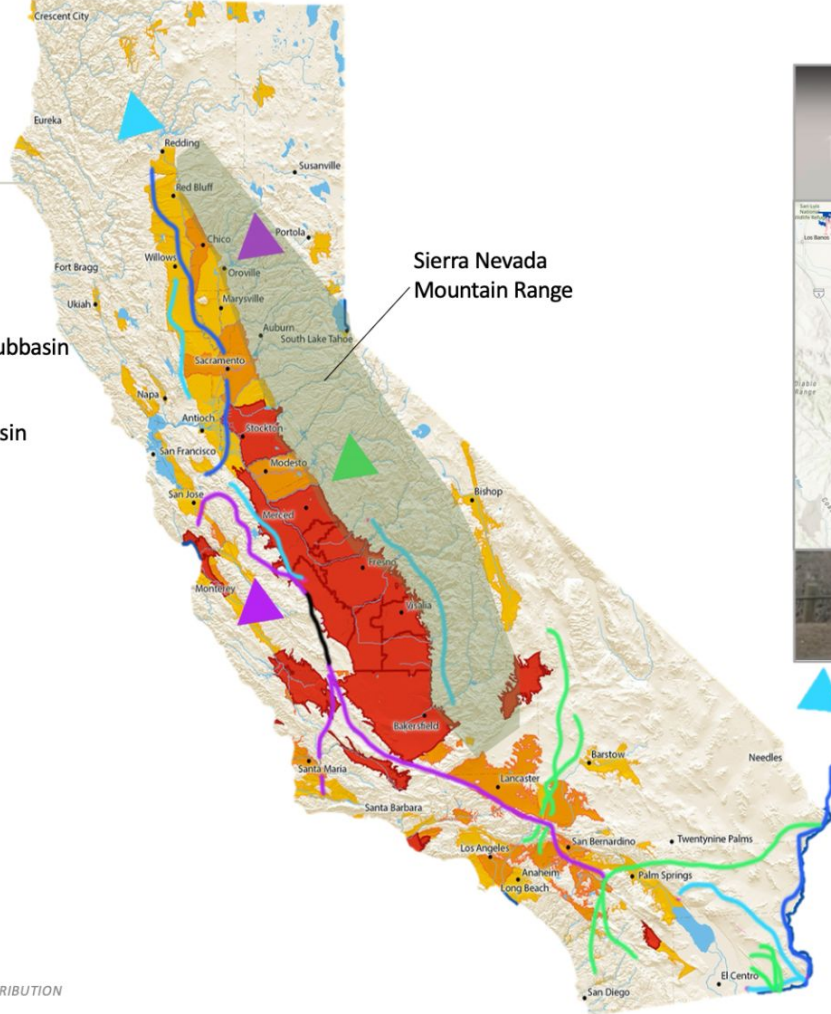 Crescent City
Eureka
Redding
Susanville
Red Bluff
Chico
Portola
Willows
Fort Bragg
Oroville
Ukiah
Marysville
Auburn
South Lake Tahoe
Sierra Nevada
Mountain Range
ubbasin
Sacramento
Napa
Antioch
sin
Stockton
San Francisco
Modesto
San Jose
Bishop
Merced
Fresno
Monterey
Visalia
Bakersfield
Santa Maria
Barstow
Needles
Lancaster
Santa Barbara
Los Angeles
San Bernardino
Twentynine Palms
Anaheim
Palm Springs
Long Beach
El Centro
San Diego
RIBUTION
Los Banos